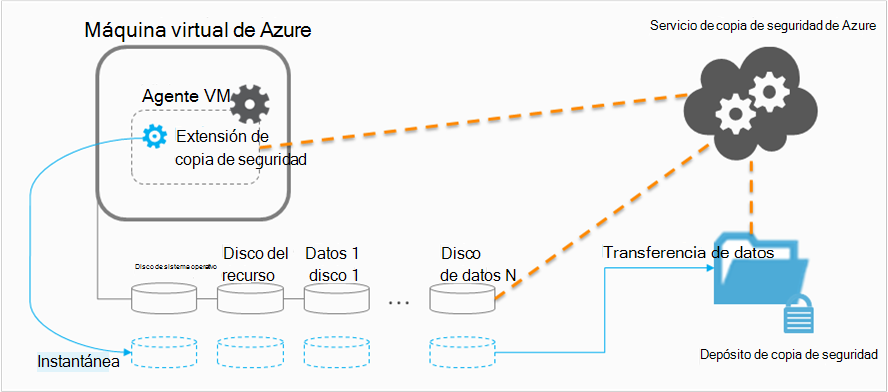 Máquina virtual de Azure
Servicio de copia de seguridad de Azure
Agente VM
Extensión de
copia de seguridad
Disco de sistema operativo
Disco del
recurso
Datos 1
disco 1
...
Disco
de datos N
Transferencia de datos
Instantánea
Depósito de copia de seguridad